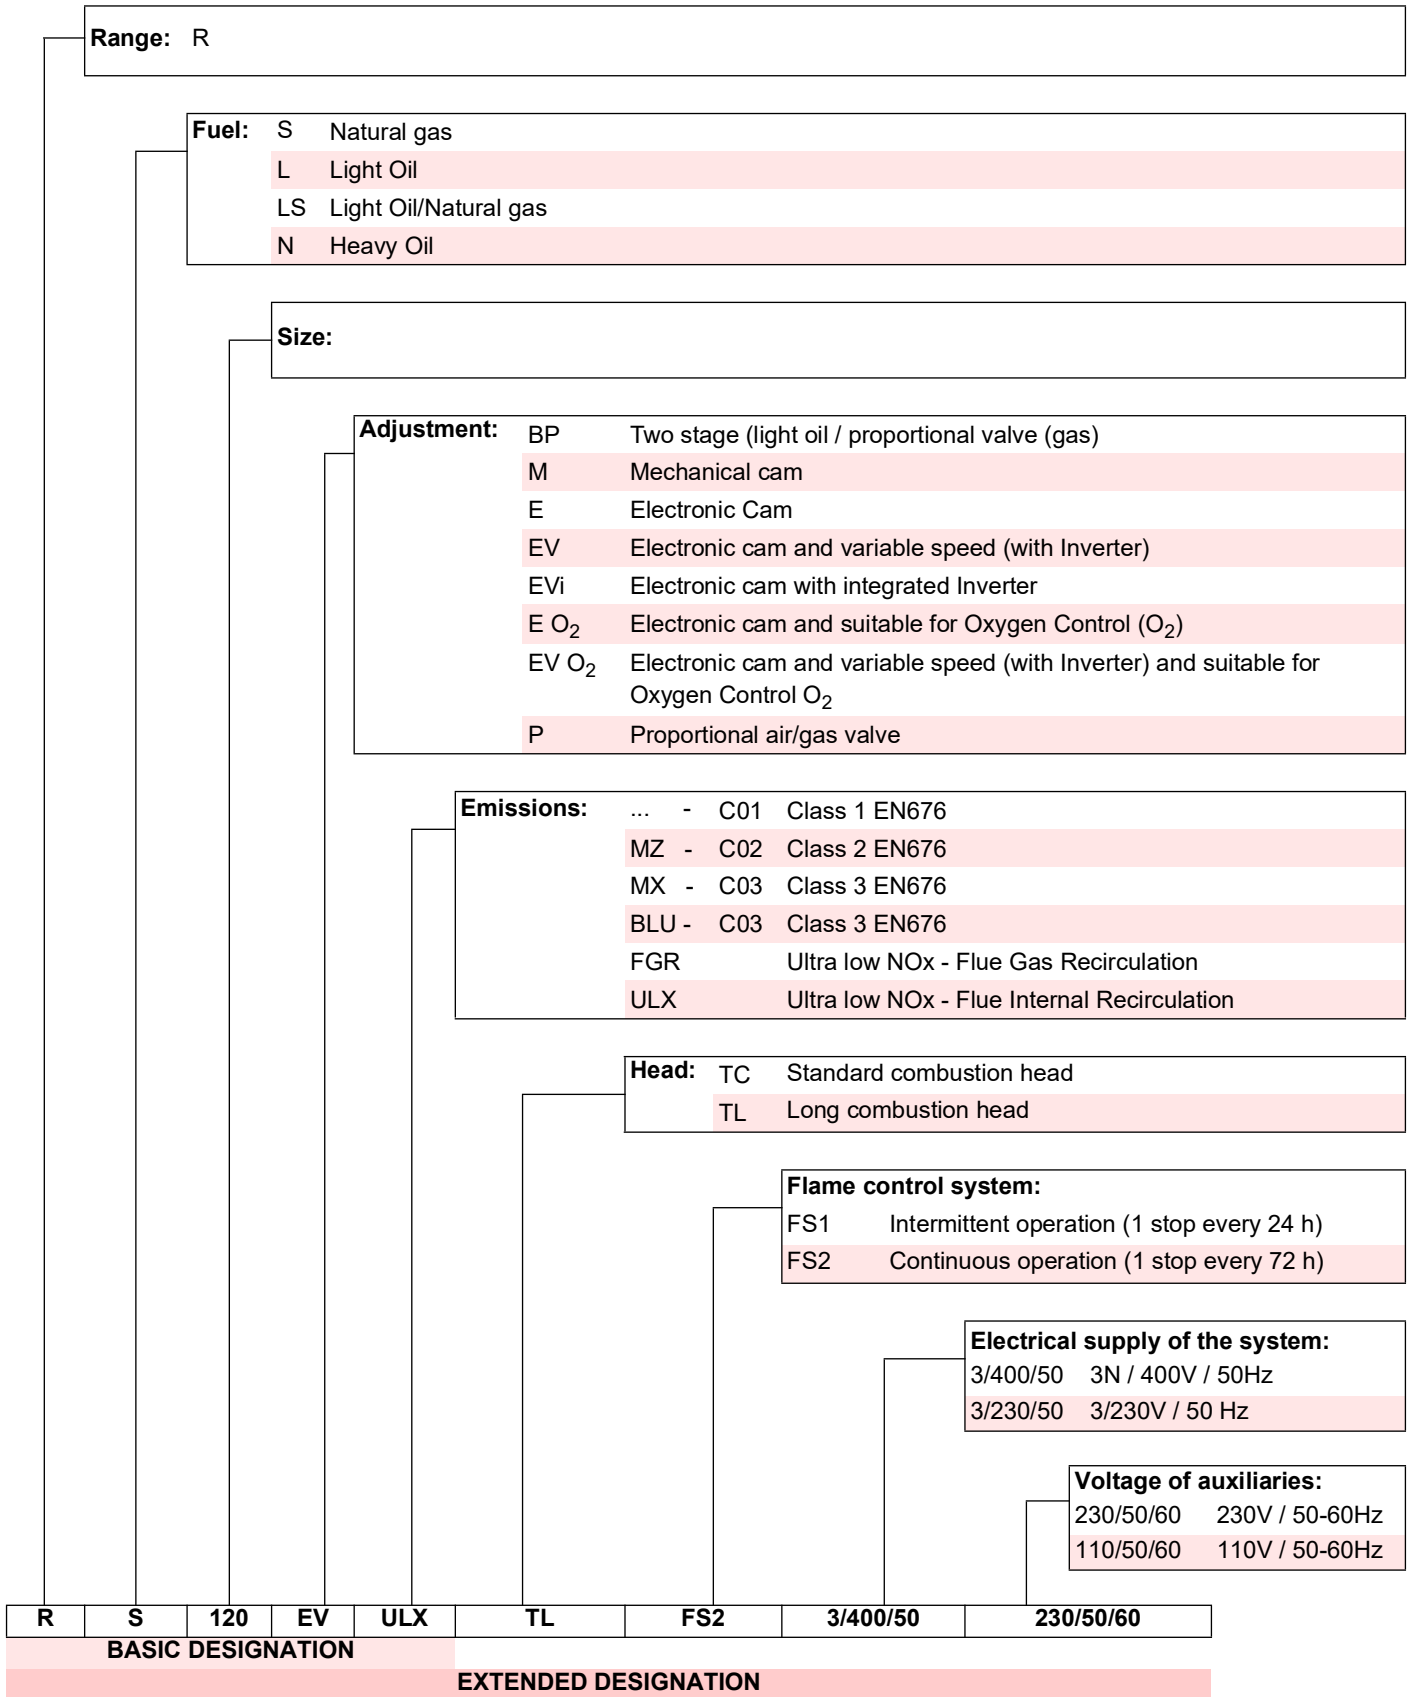 Range: R
Fuel: S Natural gas
L Light Oil
LS Light Oil/Natural gas
N Heavy Oil
Size:
Adjustment: BP Two stage (light oil / proportional valve (gas)
M Mechanical cam
E Electronic Cam
EV Electronic cam and variable speed (with Inverter)
EVi Electronic cam with integrated Inverter
E O2 Electronic cam and suitable for Oxygen Control (O2)
EV O2 Electronic cam and variable speed (with Inverter) and suitable for
Oxygen Control O2
P Proportional air/gas valve
Emissions: ... - C01 Class 1 EN676
MZ - C02 Class 2 EN676
MX - C03 Class 3 EN676
BLU - C03 Class 3 EN676
FGR Ultra low NOx - Flue Gas Recirculation
ULX Ultra low NOx - Flue Internal Recirculation
Head: TC Standard combustion head
TL Long combustion head
Flame control system:
FS1 Intermittent operation (1 stop every 24 h)
FS2 Continuous operation (1 stop every 72 h)
Electrical supply of the system:
3/400/50 3N / 400V / 50Hz
3/230/50 3/230V / 50 Hz
Voltage of auxiliaries:
230/50/60 230V / 50-60Hz
110/50/60 110V / 50-60Hz
R S 120 EV ULX TL FS2 3/400/50 230/50/60
BASIC DESIGNATION
EXTENDED DESIGNATION